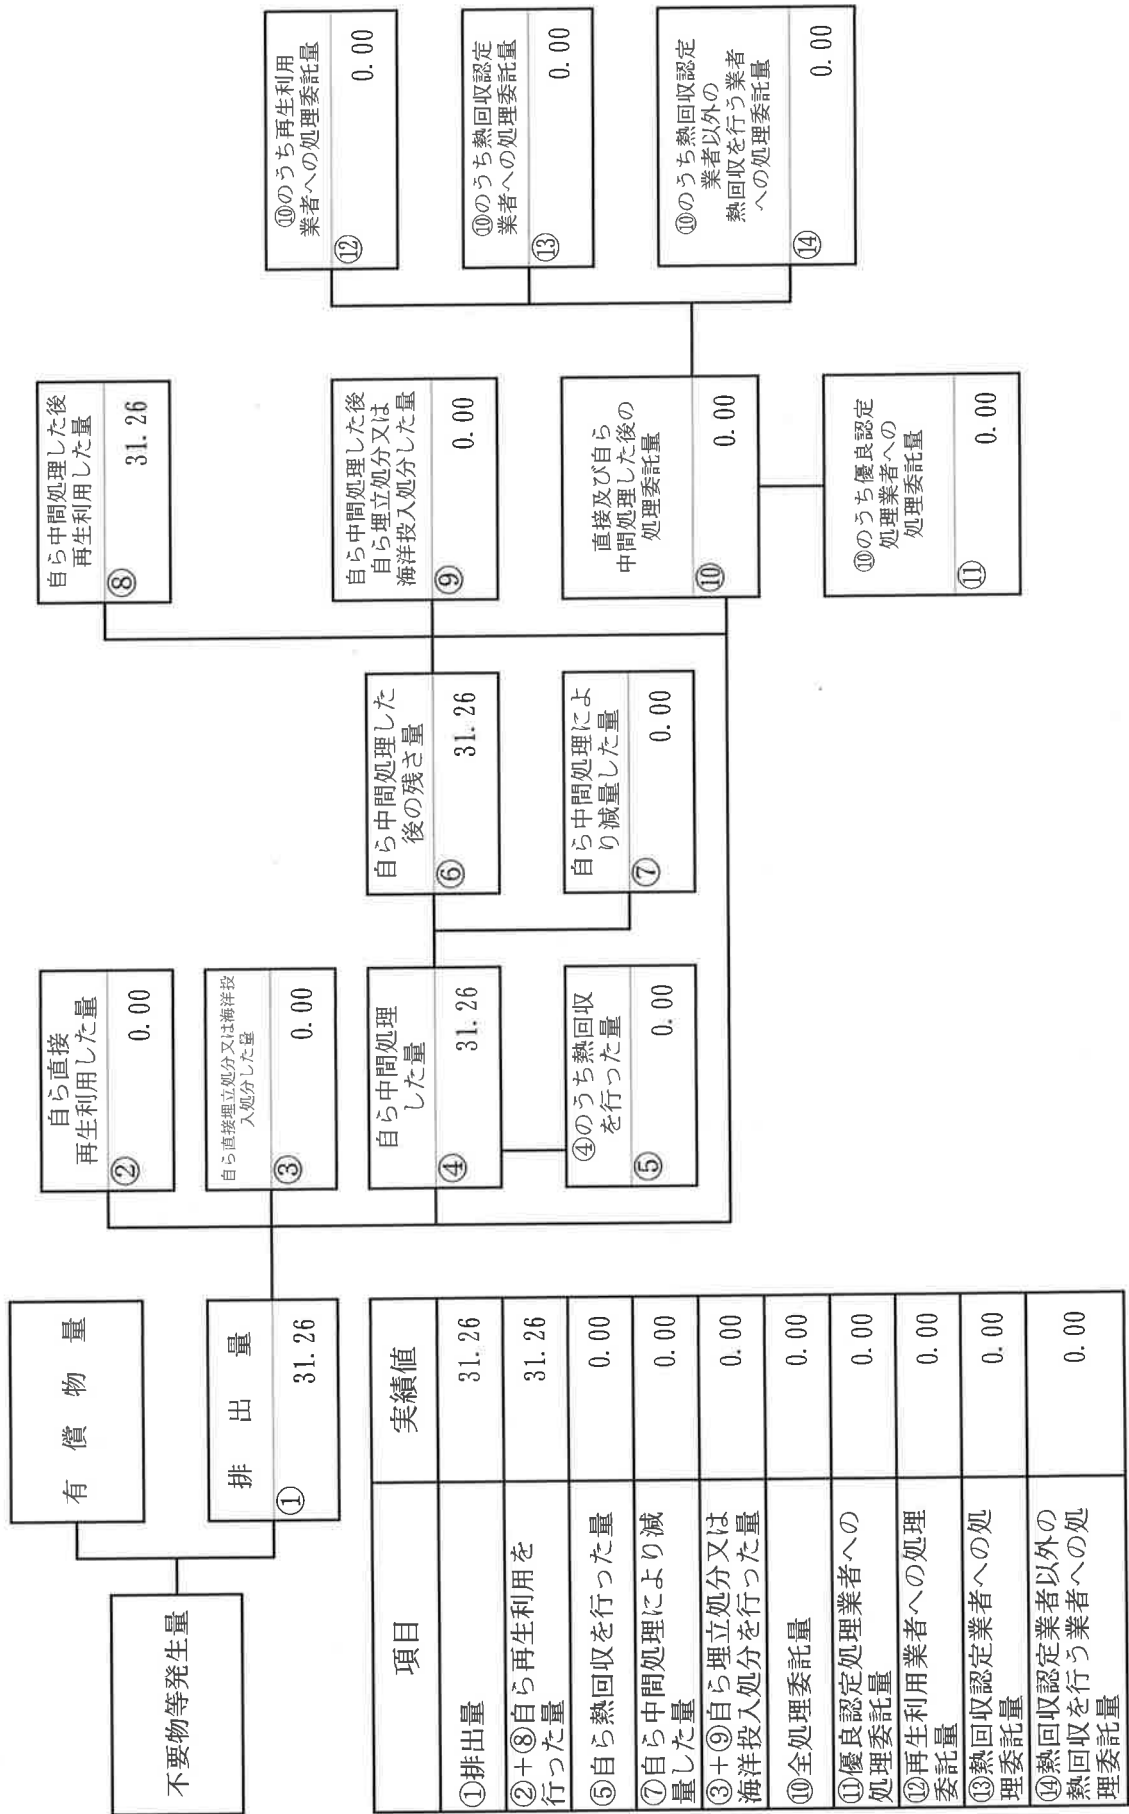 不要物等発生量
有償物量
排出量
①
31.26
自ら直接
再生利用した量
②
0.00
自ら直接埋立処分又は海洋投
入処分した量
③
0.00
自ら中間処理
した量
④
31.26
④のうち熱回収
を行った量
⑤
0.00
自ら中間処理した
後の残さ量
⑥
31.26
自ら中間処理によ
り減量した量
⑦
0.00
自ら中間処理した後
再生利用した量
⑧
31.26
自ら中間処理した後
自ら埋立処分又は
海洋投入処分した量
⑨
0.00
直接及び自ら
中間処理した後の
処理委託量
⑩
0.00
⑩のうち優良認定
処理業者への
処理委託量
⑪
0.00
⑩のうち再生利用
業者への処理委託量
⑫
0.00
⑩のうち熱回収認定
業者への処理委託量
⑬
0.00
⑩のうち熱回収認定
業者以外の
熱回収を行う業者
への処理委託量
⑭
0.00
項目 実績値
①排出量 31.26
②+⑧自ら再生利用を
行った量 31.26
⑤自ら熱回収を行った量 0.00
⑦自ら中間処理により減
量した量 0.00
③+⑨自ら埋立処分又は
海洋投入処分を行った量 0.00
⑩全処理委託量 0.00
⑪優良認定処理業者への
処理委託量 0.00
⑫再生利用業者への処理
委託量 0.00
⑬熱回収認定業者への処
理委託量 0.00
⑭熱回収認定業者以外の
熱回収を行う業者への処
理委託量 0.00